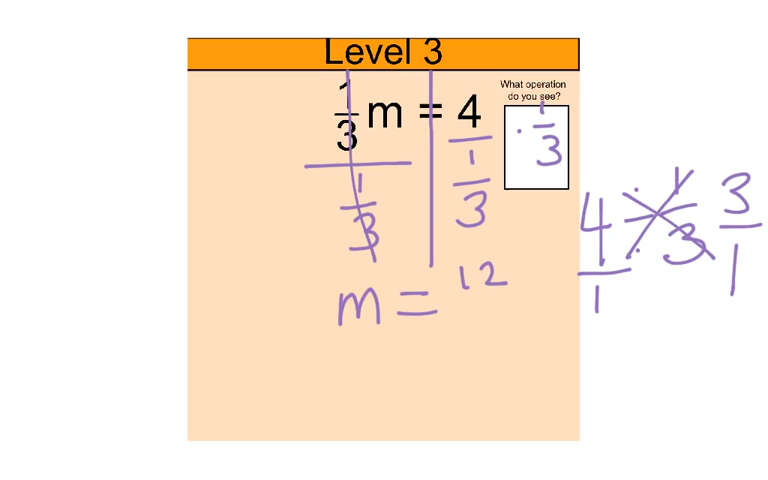 Level 3
What operation
do you see?
1/3 m = 4
· 1/3
1/3 1/3
4/1 ÷ 1/3 3/1
m = 12